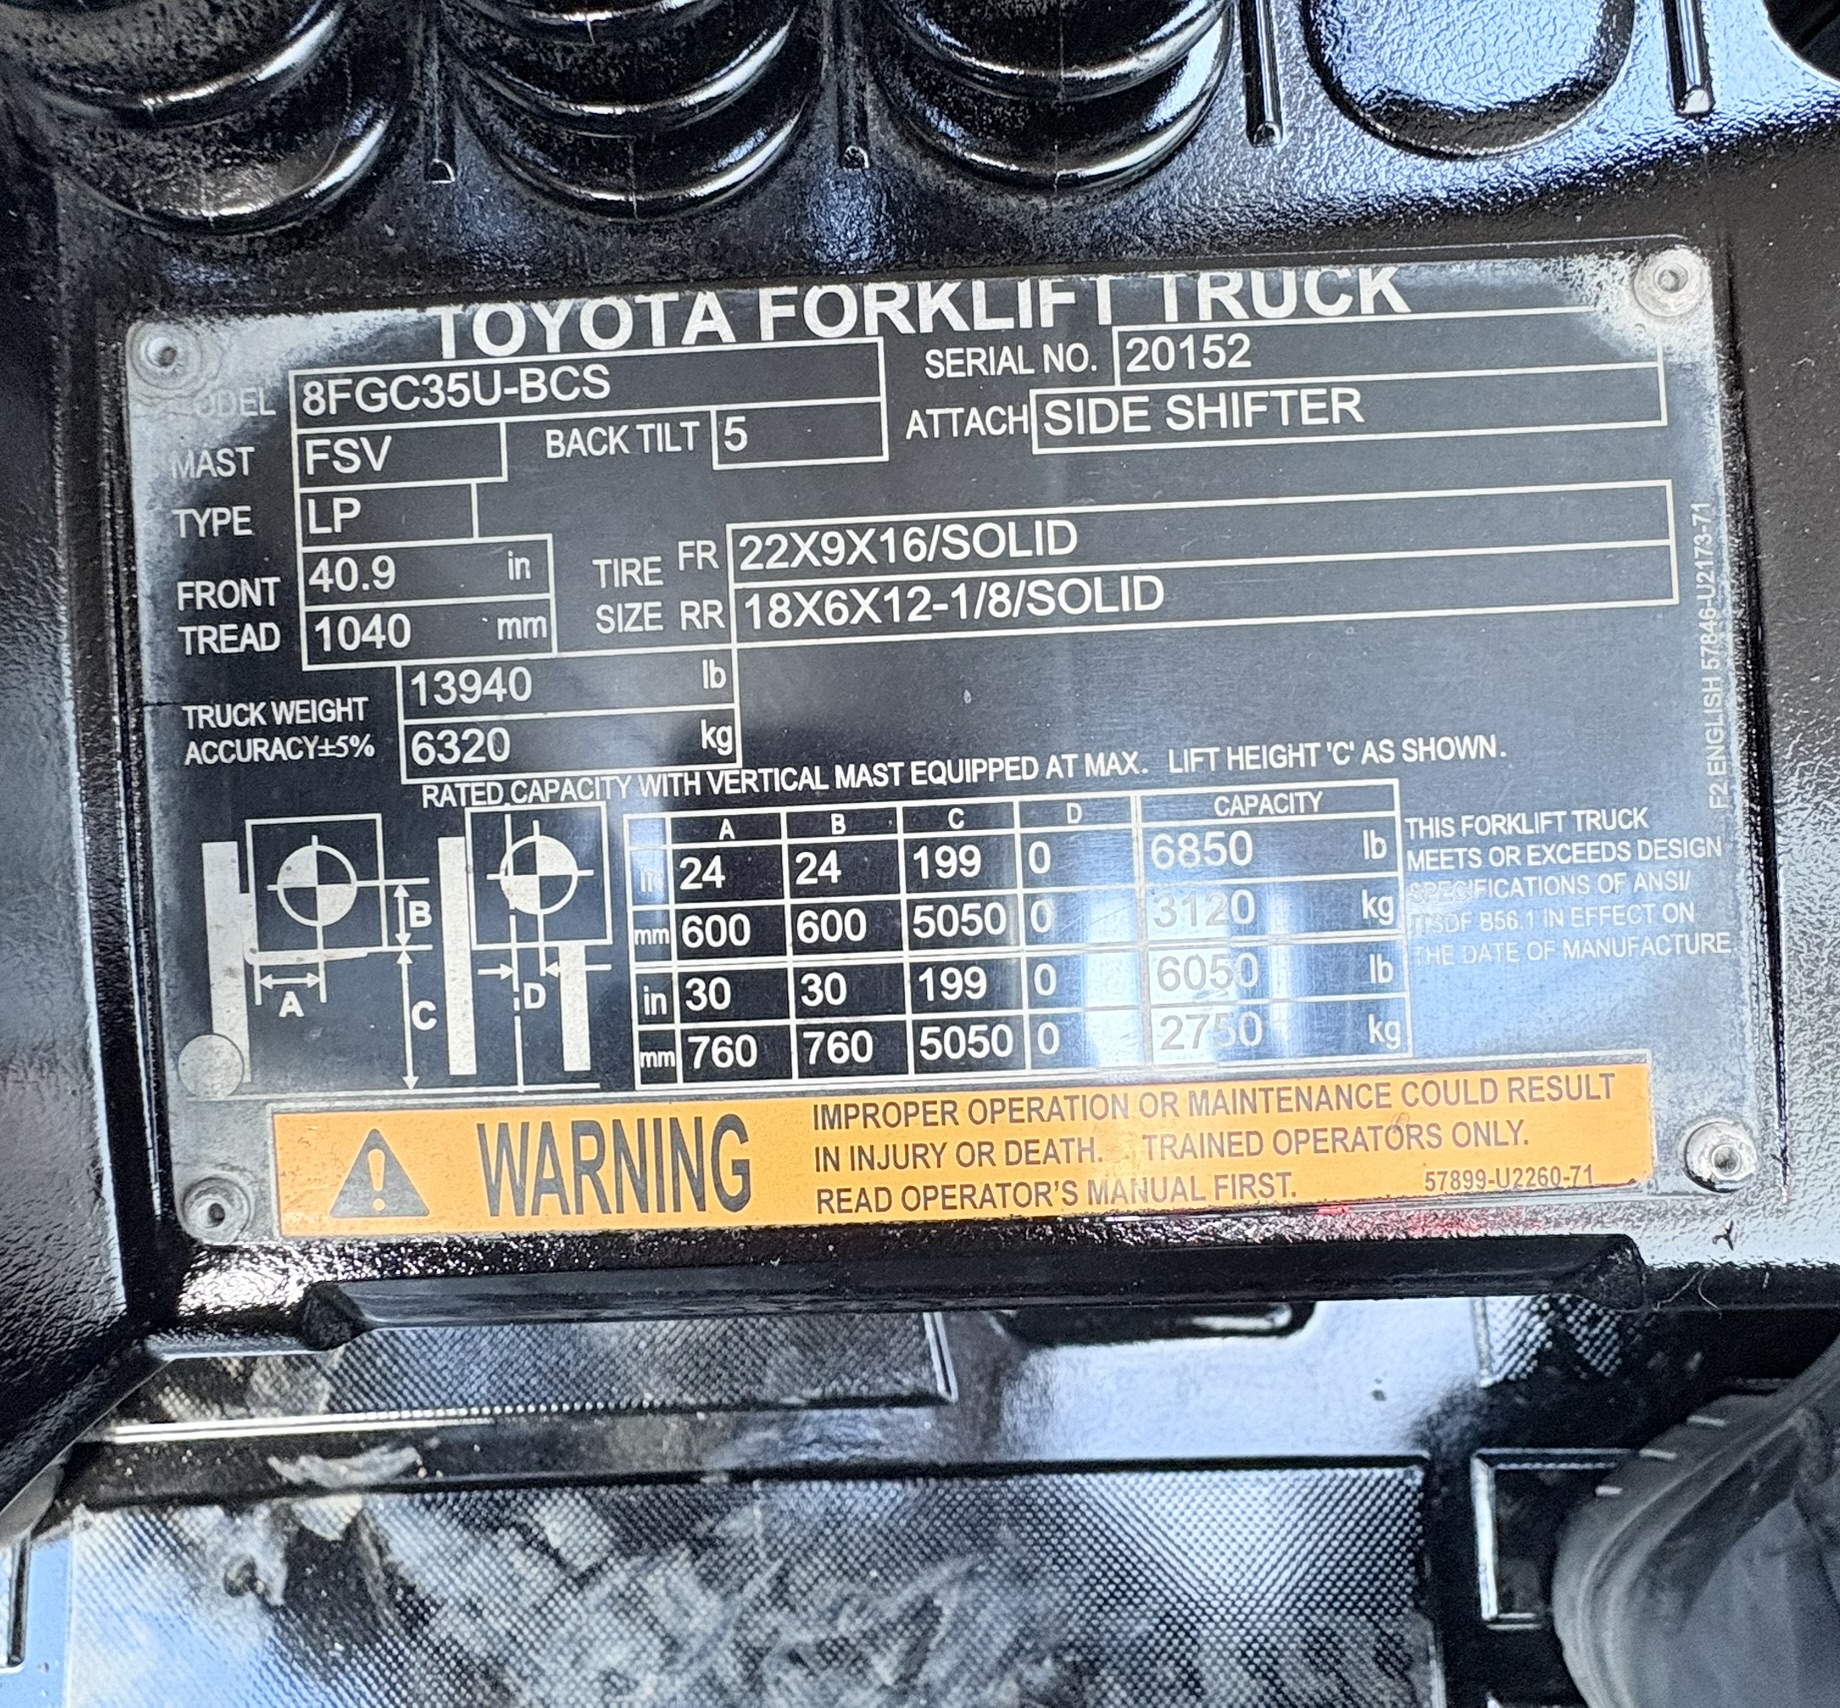 TOYOTA FORKLIFT TRUCK
MODEL 8FGC35U-BCS SERIAL NO. 20152
MAST FSV BACK TILT 5 ATTACH SIDE SHIFTER
TYPE LP
FRONT TREAD 40.9 in TIRE SIZE FR 22X9X16/SOLID
1040 mm RR 18X6X12-1/8/SOLID
TRUCK WEIGHT 13940 lb
ACCURACY±5% 6320 kg
RATED CAPACITY WITH VERTICAL MAST EQUIPPED AT MAX. LIFT HEIGHT 'C' AS SHOWN.
A B C D CAPACITY
in 24 24 199 0 6850 lb
mm 600 600 5050 0 3120 kg
in 30 30 199 0 6050 lb
mm 760 760 5050 0 2750 kg
A
B
C
D
THIS FORKLIFT TRUCK
MEETS OR EXCEEDS DESIGN
SPECIFICATIONS OF ANSI/
ITSDF B56.1 IN EFFECT ON
THE DATE OF MANUFACTURE
F2 ENGLISH 57846-U2173-71
WARNING
IMPROPER OPERATION OR MAINTENANCE COULD RESULT
IN INJURY OR DEATH. TRAINED OPERATORS ONLY.
READ OPERATOR'S MANUAL FIRST. 57899-U2260-71